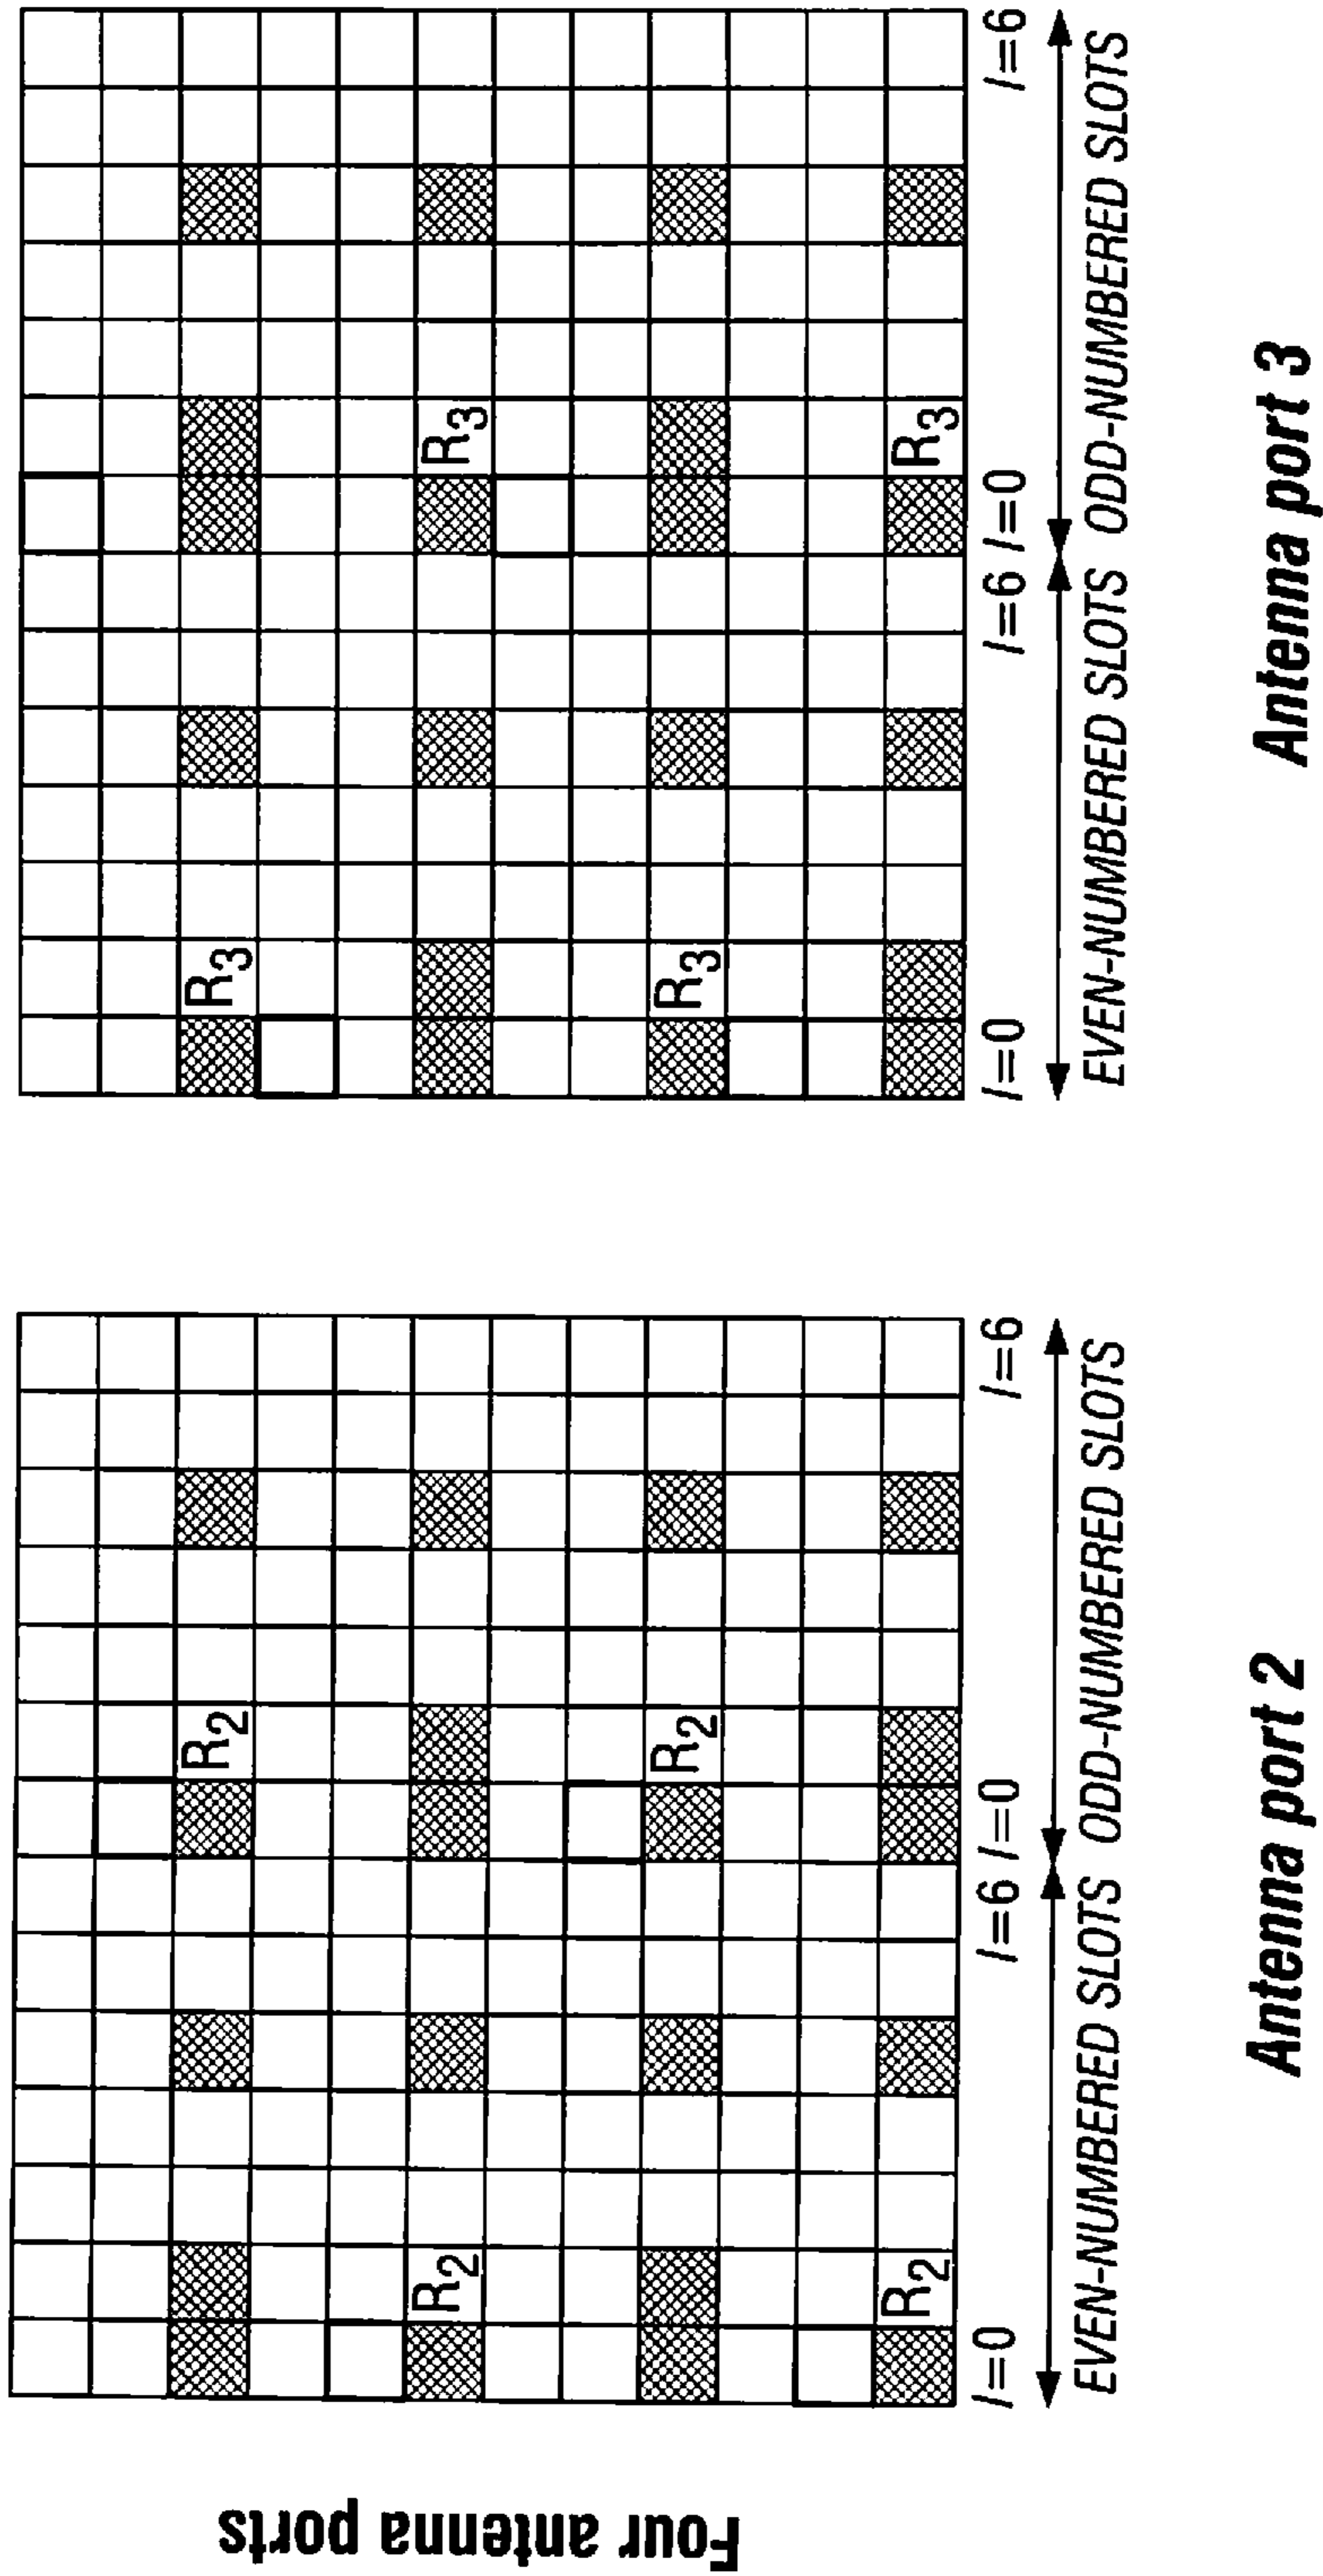 Four antenna ports
R2
R2
R2
R2
l=0
l=6
l=0
l=6
EVEN-NUMBERED SLOTS
ODD-NUMBERED SLOTS
Antenna port 2
R3
R3
R3
R3
l=0
l=6
l=0
l=6
EVEN-NUMBERED SLOTS
ODD-NUMBERED SLOTS
Antenna port 3